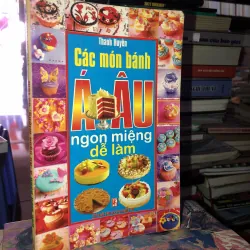 Thanh Huyền
Các món bánh
Á ÂU
ngon miệng
dễ làm